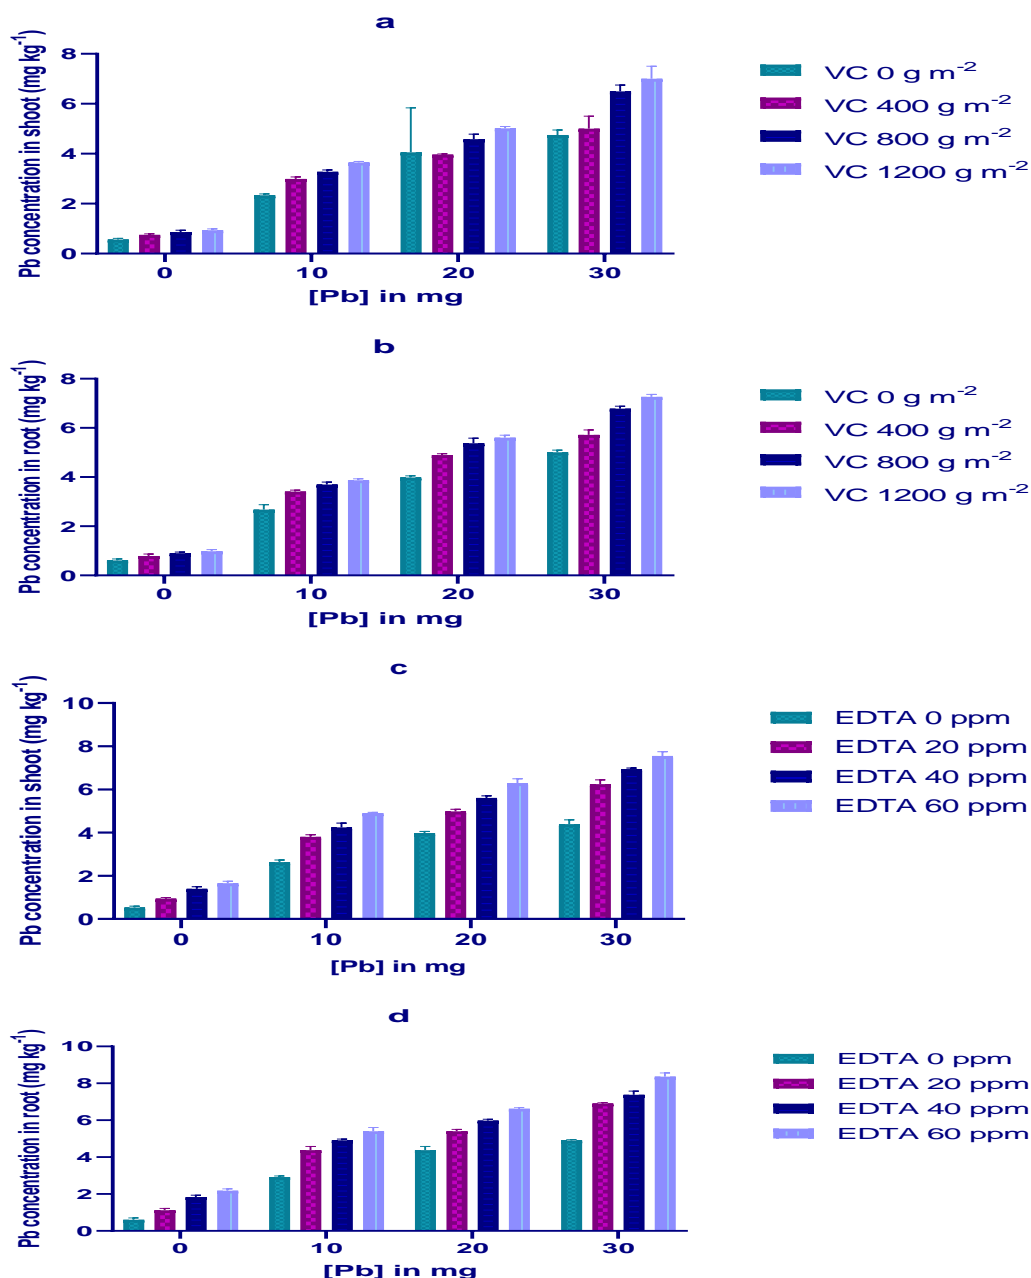 a
Pb concentration in shoot (mg kg⁻¹)
8
6
4
2
0
0 10 20 30
[Pb] in mg
VC 0 g m⁻²
VC 400 g m⁻²
VC 800 g m⁻²
VC 1200 g m⁻²
b
Pb concentration in root (mg kg⁻¹)
8
6
4
2
0
0 10 20 30
[Pb] in mg
VC 0 g m⁻²
VC 400 g m⁻²
VC 800 g m⁻²
VC 1200 g m⁻²
c
Pb concentration in shoot (mg kg⁻¹)
10
8
6
4
2
0
0 10 20 30
[Pb] in mg
EDTA 0 ppm
EDTA 20 ppm
EDTA 40 ppm
EDTA 60 ppm
d
Pb concentration in root (mg kg⁻¹)
10
8
6
4
2
0
0 10 20 30
[Pb] in mg
EDTA 0 ppm
EDTA 20 ppm
EDTA 40 ppm
EDTA 60 ppm